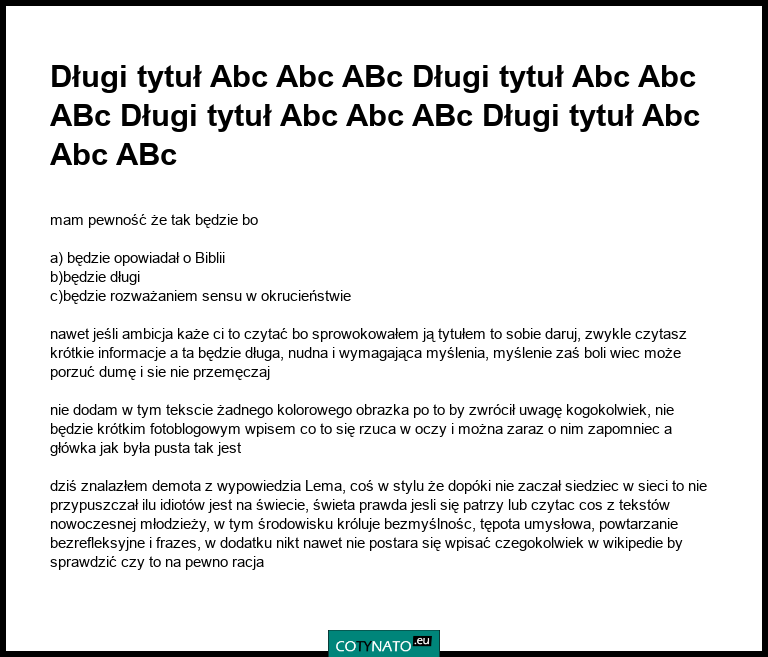 Długi tytuł Abc Abc ABc Długi tytuł Abc Abc
ABc Długi tytuł Abc Abc ABc Długi tytuł Abc
Abc ABc
mam pewność że tak będzie bo
a) będzie opowiadał o Biblii
b)będzie długi
c)będzie rozważaniem sensu w okrucieństwie
nawet jeśli ambicja każe ci to czytać bo sprowokowałem ją tytułem to sobie daruj, zwykle czytasz
krótkie informacje a ta będzie długa, nudna i wymagająca myślenia, myślenie zaś boli wiec może
porzuć dumę i sie nie przemęczaj
nie dodam w tym tekscie żadnego kolorowego obrazka po to by zwrócił uwagę kogokolwiek, nie
będzie krótkim fotoblogowym wpisem co to się rzuca w oczy i można zaraz o nim zapomniec a
główka jak była pusta tak jest
dziś znalazłem demota z wypowiedzia Lema, coś w stylu że dopóki nie zaczał siedziec w sieci to nie
przypuszczał ilu idiotów jest na świecie, świeta prawda jesli się patrzy lub czytac cos z tekstów
nowoczesnej młodzieży, w tym środowisku króluje bezmyślnośc, tępota umysłowa, powtarzanie
bezrefleksyjne i frazes, w dodatku nikt nawet nie postara się wpisać czegokolwiek w wikipedie by
sprawdzić czy to na pewno racja
COTYNATO.eu